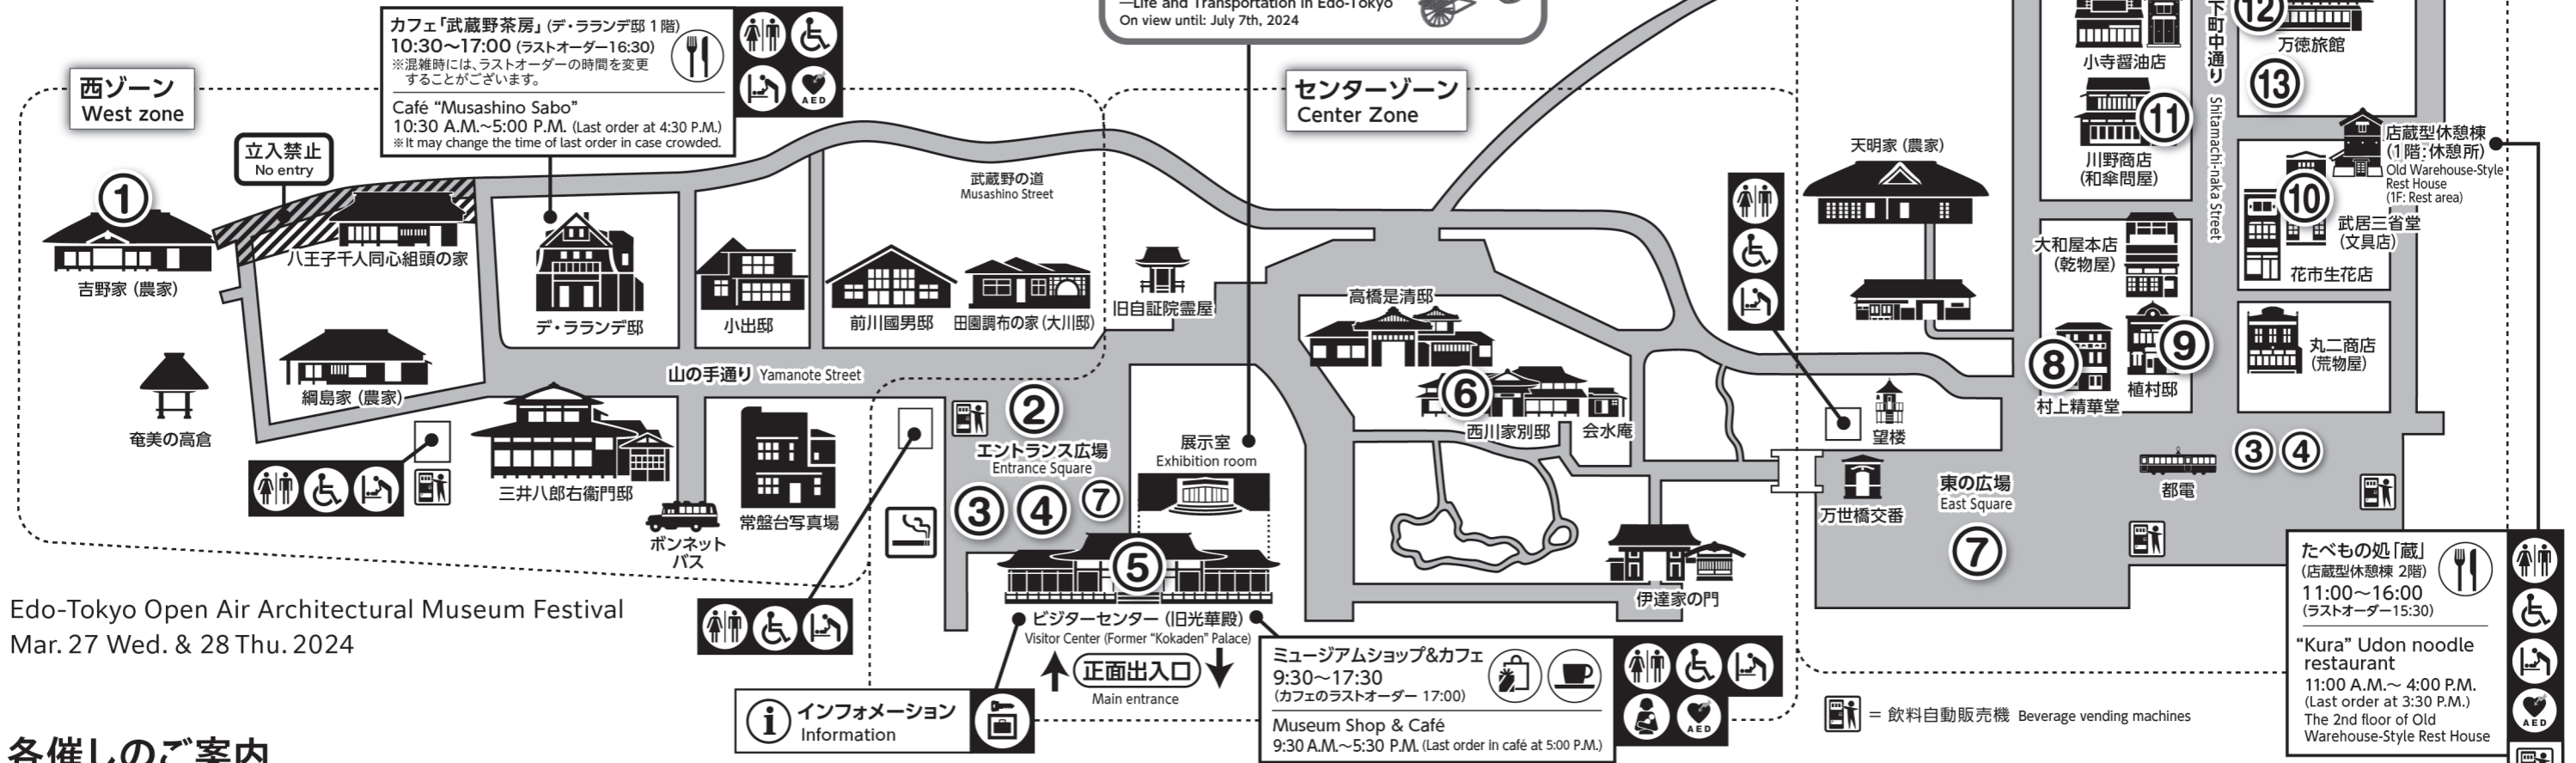 カフェ「武蔵野茶房」(デ・ラランデ邸 1階)
10:30〜17:00 (ラストオーダー16:30)
※混雑時には、ラストオーダーの時間を変更
することがございます。
Café “Musashino Sabo”
10:30 A.M.〜5:00 P.M. (Last order at 4:30 P.M.)
※It may change the time of last order in case crowded.
AED
—Life and Transportation in Edo-Tokyo
On view until: July 7th, 2024
西ゾーン
West zone
センターゾーン
Center Zone
立入禁止
No entry
①
吉野家 (農家)
八王子千人同心組頭の家
綱島家 (農家)
奄美の高倉
デ・ラランデ邸
小出邸
前川國男邸
田園調布の家 (大川邸)
武蔵野の道
Musashino Street
山の手通り Yamanote Street
三井八郎右衞門邸
ボンネット
バス
常盤台写真場
旧自証院霊屋
②
エントランス広場
Entrance Square
③ ④ ⑦
展示室
Exhibition room
⑤
ビジターセンター (旧光華殿)
Visitor Center (Former “Kokaden” Palace)
正面出入口
Main entrance
i インフォメーション
Information
高橋是清邸
⑥
西川家別邸
会水庵
伊達家の門
ミュージアムショップ&カフェ
9:30〜17:30
(カフェのラストオーダー 17:00)
Museum Shop & Café
9:30 A.M.〜5:30 P.M. (Last order in café at 5:00 P.M.)
AED
天明家 (農家)
望楼
万世橋交番
東の広場
East Square
⑦
都電
③ ④
下町中通り
Shitamachi-naka Street
小寺醤油店
⑪
川野商店
(和傘問屋)
大和屋本店
(乾物屋)
⑧
村上精華堂
⑨
植村邸
⑫
万徳旅館
⑬
店蔵型休憩棟
(1階:休憩所)
Old Warehouse-Style
Rest House
(1F: Rest area)
⑩
武居三省堂
(文具店)
花市生花店
丸二商店
(荒物屋)
たべもの処「蔵」
(店蔵型休憩棟 2階)
11:00〜16:00
(ラストオーダー15:30)
“Kura” Udon noodle
restaurant
11:00 A.M.〜 4:00 P.M.
(Last order at 3:30 P.M.)
The 2nd floor of Old
Warehouse-Style Rest House
AED
= 飲料自動販売機 Beverage vending machines
Edo-Tokyo Open Air Architectural Museum Festival
Mar. 27 Wed. & 28 Thu. 2024
各催しのご案内